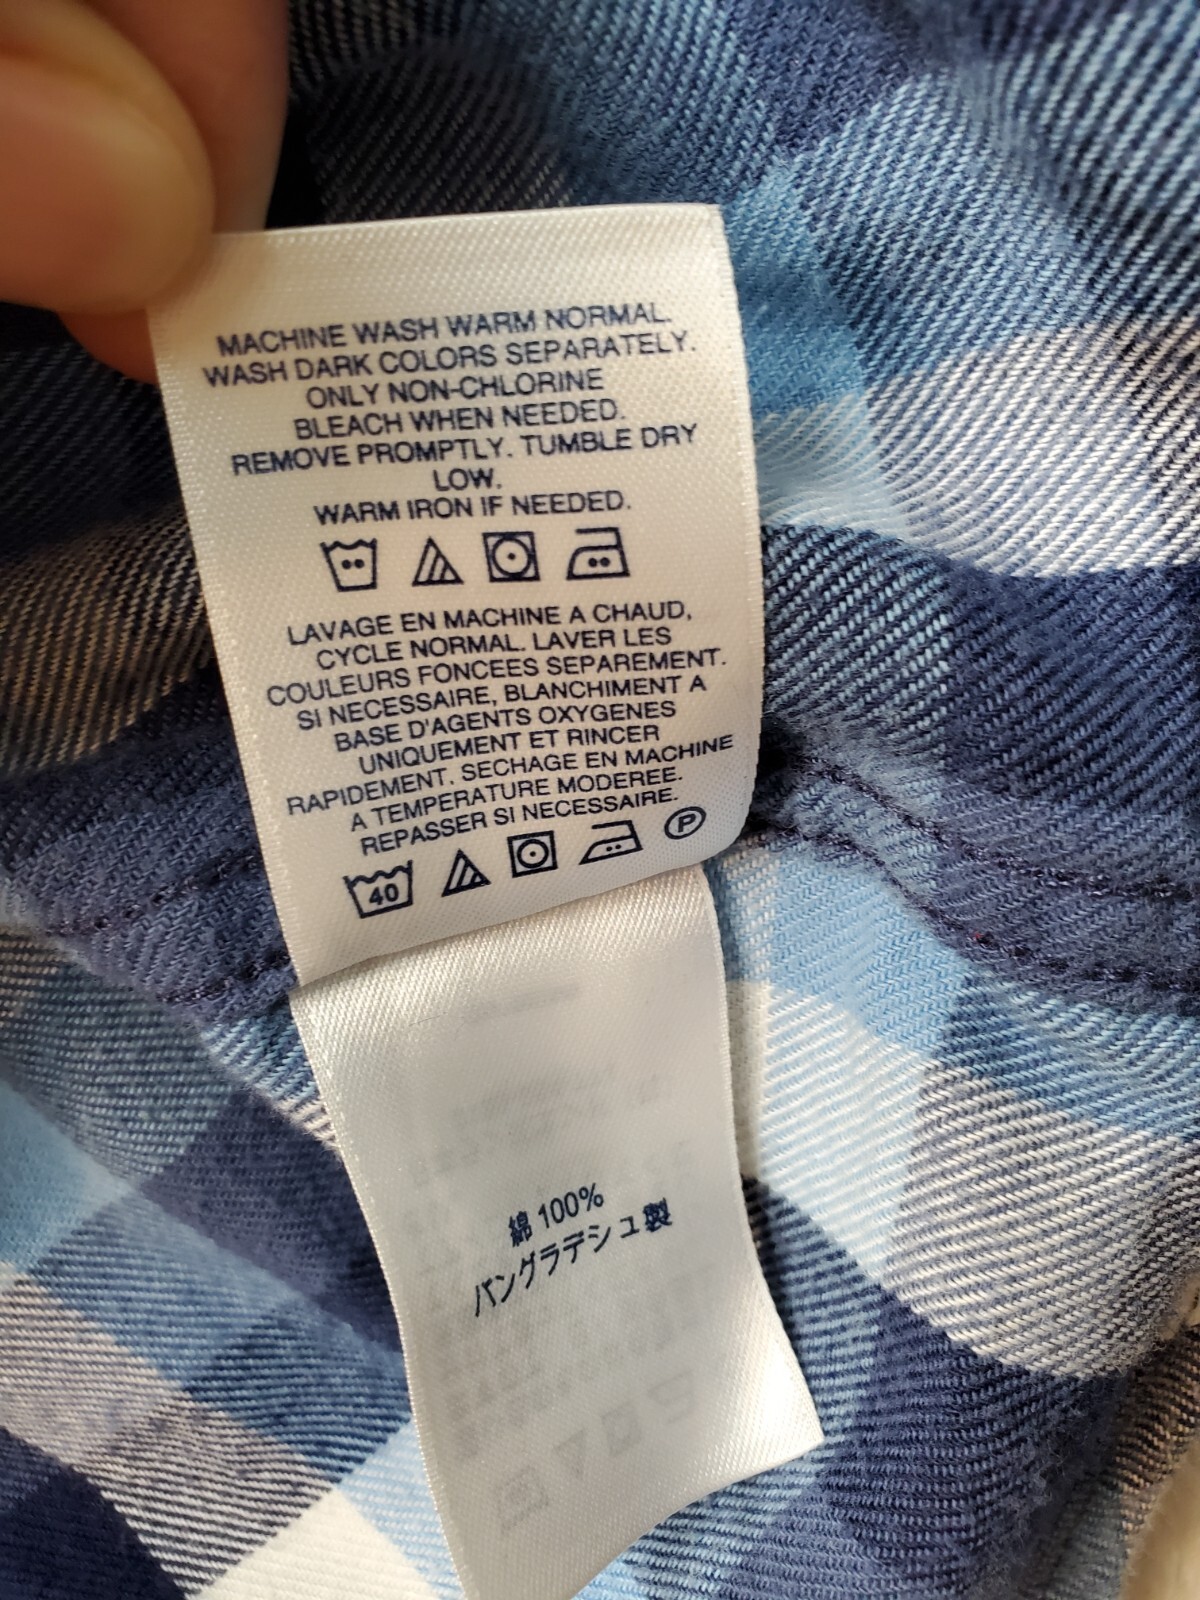 MACHINE WASH WARM NORMAL.
WASH DARK COLORS SEPARATELY.
ONLY NON-CHLORINE
BLEACH WHEN NEEDED.
REMOVE PROMPTLY. TUMBLE DRY
LOW.
WARM IRON IF NEEDED.
LAVAGE EN MACHINE A CHAUD,
CYCLE NORMAL. LAVER LES
COULEURS FONCEES SEPAREMENT.
SI NECESSAIRE, BLANCHIMENT A
BASE D'AGENTS OXYGENES
UNIQUEMENT ET RINCER
RAPIDEMENT. SECHAGE EN MACHINE
A TEMPERATURE MODEREE.
REPASSER SI NECESSAIRE.
40 P
綿 100%
バングラデシュ製